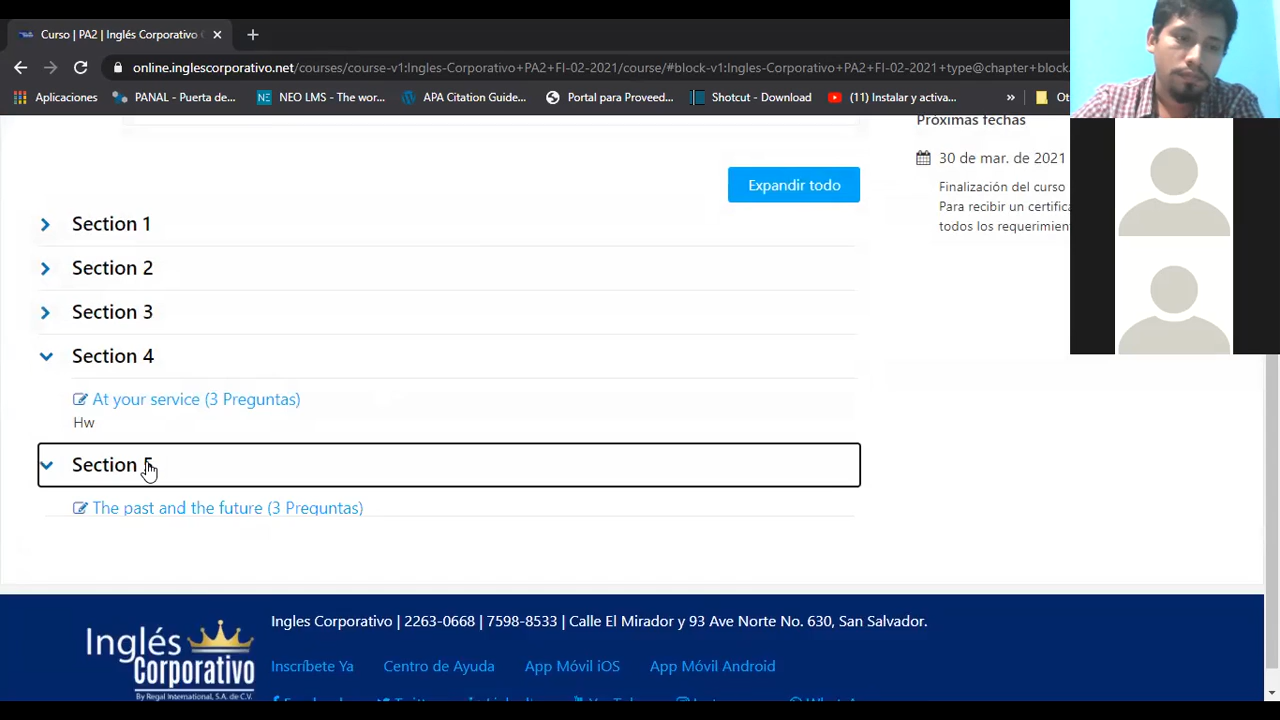 Curso | PA2 | Inglés Corporativo
online.inglescorporativo.net/courses/course-v1:Ingles-Corporativo+PA2+FI-02-2021/course/#block-v1:Ingles-Corporativo+PA2+FI-02-2021+type@chapter+block
Aplicaciones PANAL - Puerta de... NEO LMS - The we... APA Citation Guide... Portal para Proveed... Shotcut - Download (11) Instalar y activa... »
Próximas fechas
30 de mar. de 2021
Expandir todo
Finalización del curso
Para recibir un
todos los
Section 1
Section 2
Section 3
Section 4
At your service (3 Preguntas)
Hw
Section 5
The past and the future (3 Preguntas)
Ingles Corporativo | 2263-0668 | 7598-8533 | Calle El Mirador y 93 Ave Norte No. 630, San Salvador.
Inglés
Corporativo
By Regal International, S.A. de C.V.
Inscríbete Ya Centro de Ayuda App Móvil iOS App Móvil Android